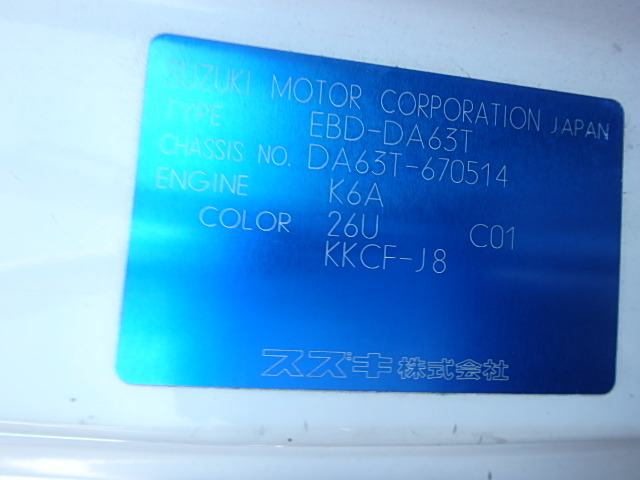 SUZUKI MOTOR CORPORATION JAPAN
TYPE EBD-DA63T
CHASSIS NO. DA63T-670514
ENGINE K6A
COLOR 26U C01
KKCF-J8
スズキ株式会社